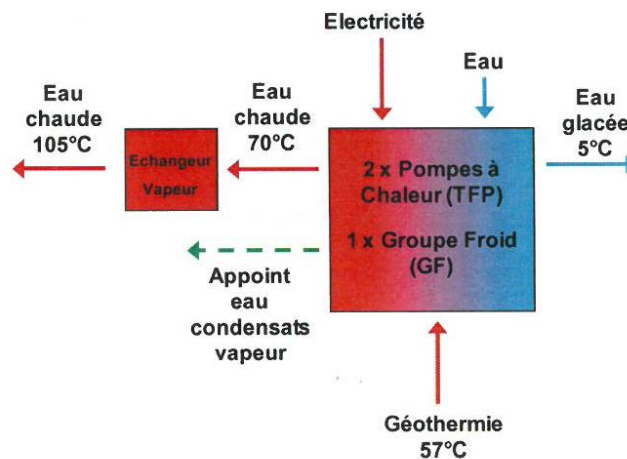 Electricité
Eau
Eau
chaude
105°C
Eau
chaude
70°C
Eau
glacée
5°C
Echangeur
Vapeur
2 x Pompes à
Chaleur (TFP)
1 x Groupe Froid
(GF)
Appoint
eau
condensats
vapeur
Géothermie
57°C